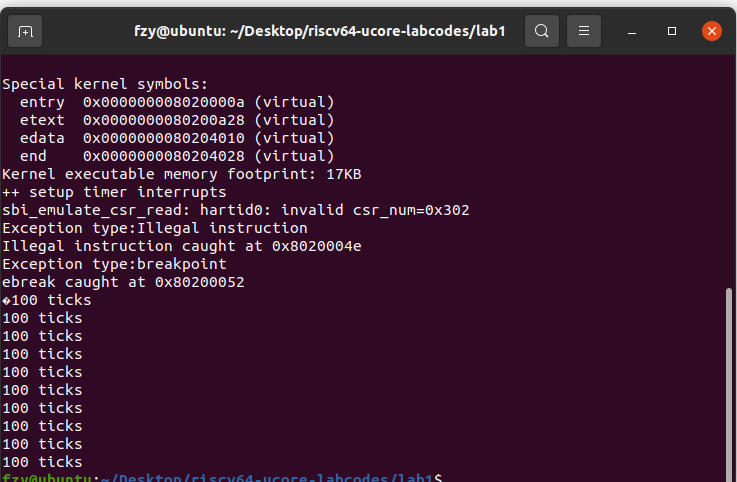 fzy@ubuntu: ~/Desktop/riscv64-ucore-labcodes/lab1
Special kernel symbols:
  entry  0x000000008020000a (virtual)
  etext  0x0000000080200a28 (virtual)
  edata  0x0000000080204010 (virtual)
  end    0x0000000080204028 (virtual)
Kernel executable memory footprint: 17KB
++ setup timer interrupts
sbi_emulate_csr_read: hartid0: invalid csr_num=0x302
Exception type:Illegal instruction
Illegal instruction caught at 0x8020004e
Exception type:breakpoint
ebreak caught at 0x80200052
�100 ticks
100 ticks
100 ticks
100 ticks
100 ticks
100 ticks
100 ticks
100 ticks
100 ticks
100 ticks
fzy@ubuntu:~/Desktop/riscv64-ucore-labcodes/lab1$